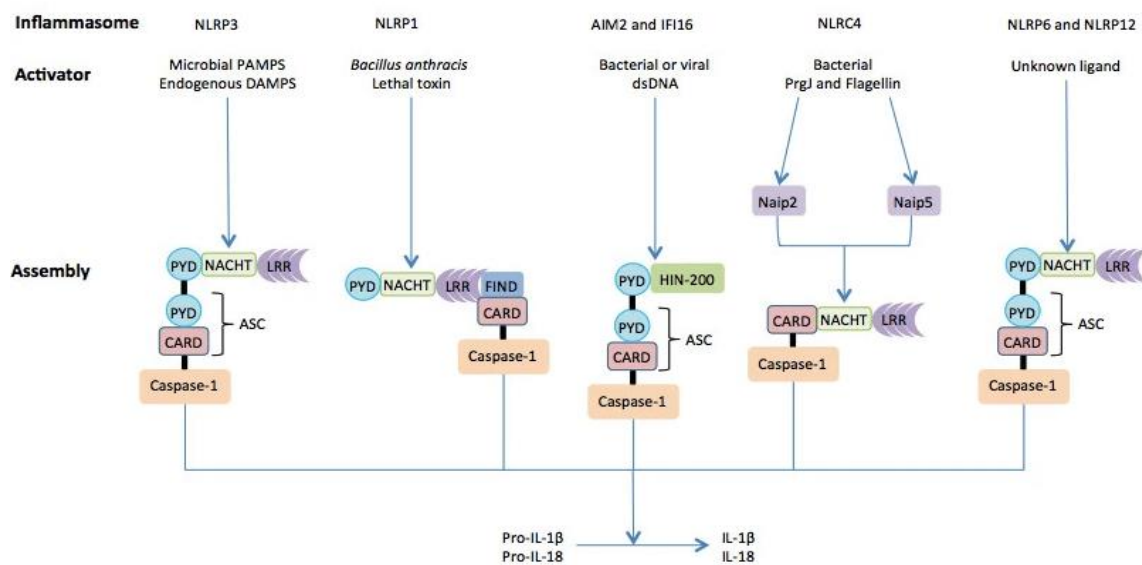 Inflammasome
NLRP3
NLRP1
AIM2 and IFI16
NLRC4
NLRP6 and NLRP12
Activator
Microbial PAMPS
Endogenous DAMPS
Bacillus anthracis
Lethal toxin
Bacterial or viral
dsDNA
Bacterial
PrgJ and Flagellin
Unknown ligand
Naip2
Naip5
Assembly
PYD NACHT LRR
PYD
CARD
ASC
Caspase-1
PYD NACHT LRR FIND
CARD
Caspase-1
PYD HIN-200
PYD
CARD
ASC
Caspase-1
CARD NACHT LRR
Caspase-1
PYD NACHT LRR
PYD
CARD
ASC
Caspase-1
Pro-IL-1β
Pro-IL-18
IL-1β
IL-18